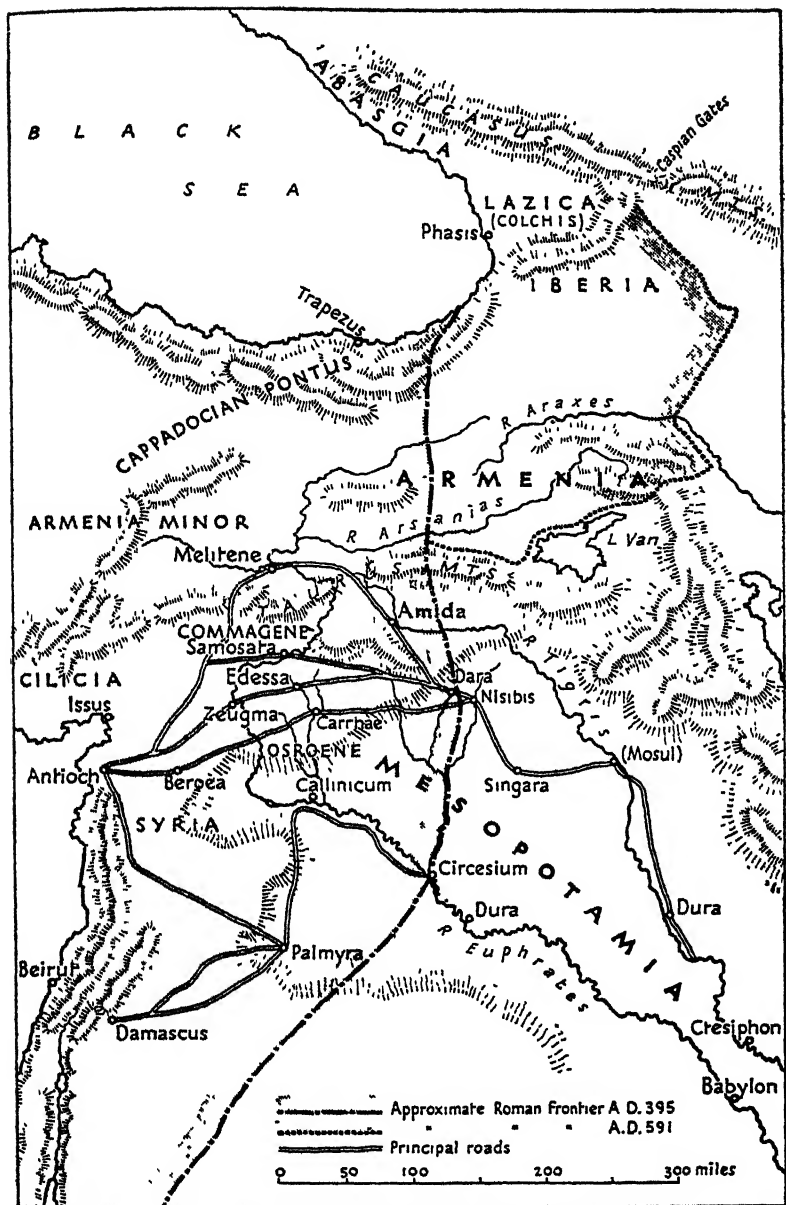 ABASGIA
CAUCASUS MTS
Caspian Gates
BLACK SEA
LAZICA
(COLCHIS)
Phasis
IBERIA
Trapezus
CAPPADOCIAN PONTUS
R Araxes
ARMENIA
ARMENIA MINOR
R Arsanias
L Van
Melitene
TAURUS MTS
Amida
COMMAGENE
Samosata
R Tigris
CILICIA
Edessa
Dara
Issus
Nisibis
Zeugma
Carrhae
(Mosul)
OSROENE
MESOPOTAMIA
Antioch
Beroea
Callinicum
Singara
SYRIA
Circesium
Dura
Dura
R Euphrates
Palmyra
Beirut
Damascus
Ctesiphon
Babylon
Approximate Roman Frontier A D. 395
" " " A.D. 591
Principal roads
0 50 100 200 300 miles